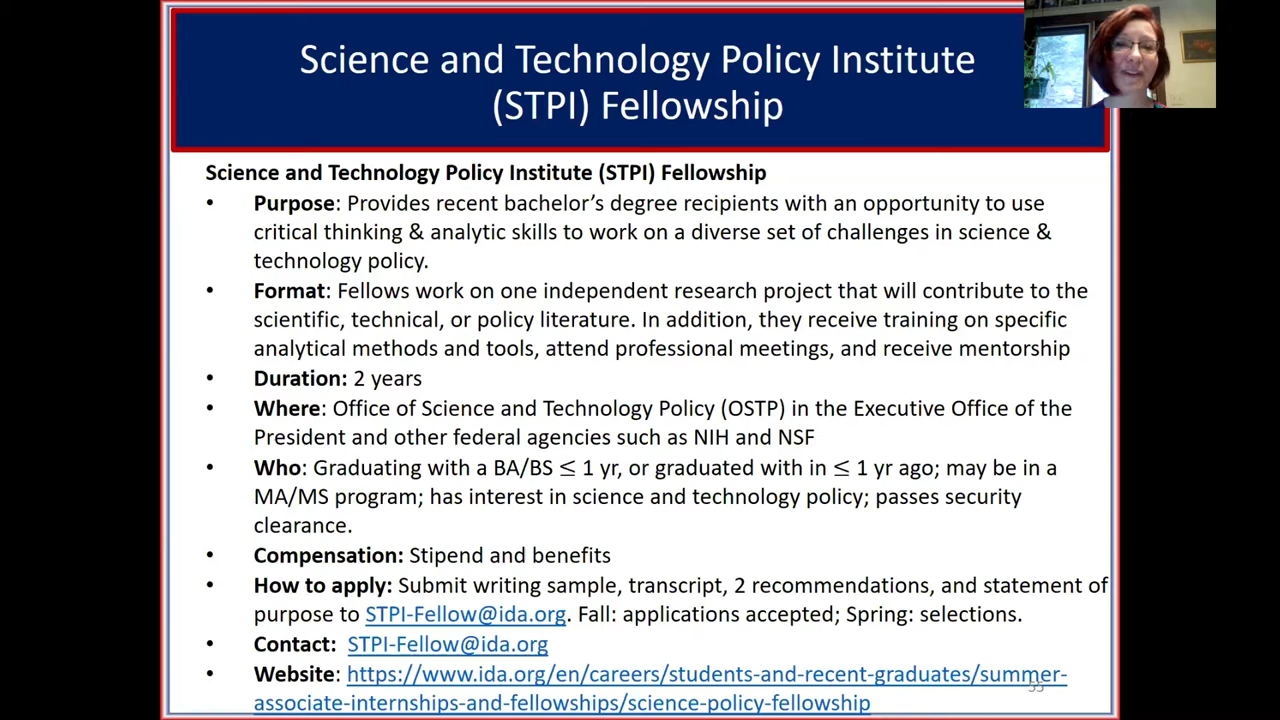 Science and Technology Policy Institute
(STPI) Fellowship
Science and Technology Policy Institute (STPI) Fellowship
• Purpose: Provides recent bachelor's degree recipients with an opportunity to use
critical thinking & analytic skills to work on a diverse set of challenges in science &
technology policy.
• Format: Fellows work on one independent research project that will contribute to the
scientific, technical, or policy literature. In addition, they receive training on specific
analytical methods and tools, attend professional meetings, and receive mentorship
• Duration: 2 years
• Where: Office of Science and Technology Policy (OSTP) in the Executive Office of the
President and other federal agencies such as NIH and NSF
• Who: Graduating with a BA/BS ≤ 1 yr, or graduated with in ≤ 1 yr ago; may be in a
MA/MS program; has interest in science and technology policy; passes security
clearance.
• Compensation: Stipend and benefits
• How to apply: Submit writing sample, transcript, 2 recommendations, and statement of
purpose to STPI-Fellow@ida.org. Fall: applications accepted; Spring: selections.
• Contact: STPI-Fellow@ida.org
• Website: https://www.ida.org/en/careers/students-and-recent-graduates/summer-
associate-internships-and-fellowships/science-policy-fellowship
55